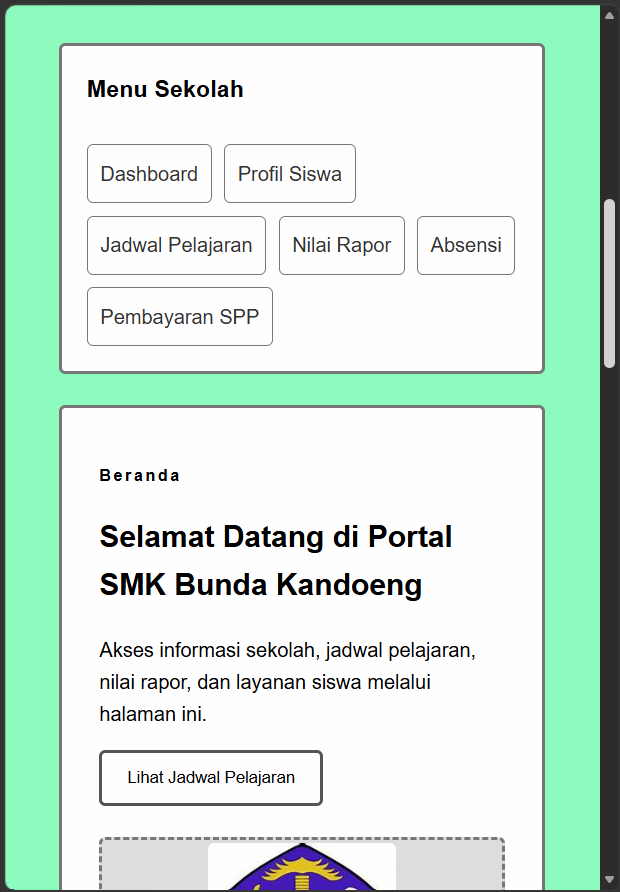 Menu Sekolah
Dashboard
Profil Siswa
Jadwal Pelajaran
Nilai Rapor
Absensi
Pembayaran SPP
Beranda
Selamat Datang di Portal
SMK Bunda Kandoeng
Akses informasi sekolah, jadwal pelajaran,
nilai rapor, dan layanan siswa melalui
halaman ini.
Lihat Jadwal Pelajaran